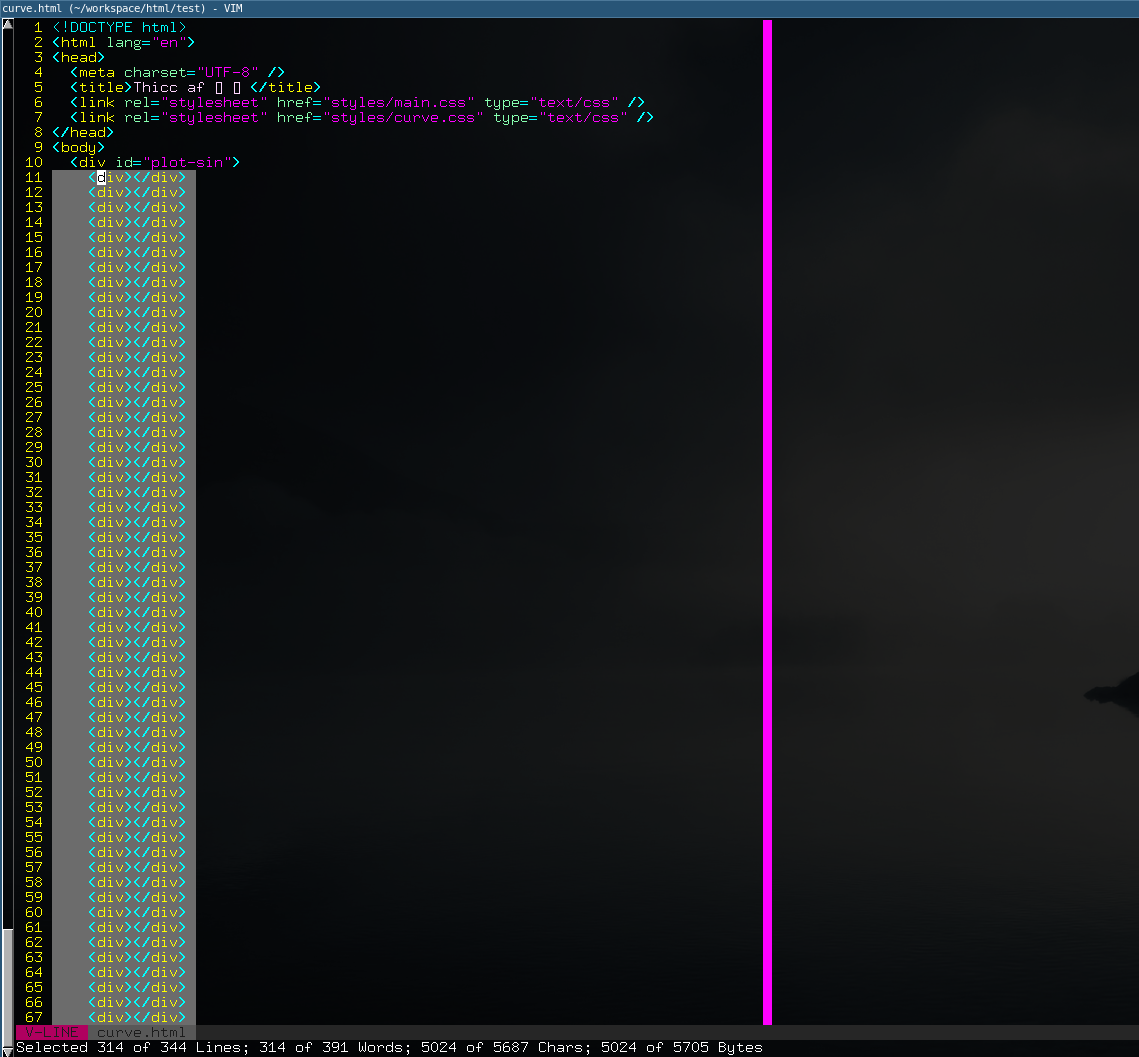 curve.html (~/workspace/html/test) - VIM
1 <!DOCTYPE html>
2 <html lang="en">
3 <head>
4 <meta charset="UTF-8" />
5 <title>Thicc af ▯ ▯ </title>
6 <link rel="stylesheet" href="styles/main.css" type="text/css" />
7 <link rel="stylesheet" href="styles/curve.css" type="text/css" />
8 </head>
9 <body>
10 <div id="plot-sin">
11 <div></div>
12 <div></div>
13 <div></div>
14 <div></div>
15 <div></div>
16 <div></div>
17 <div></div>
18 <div></div>
19 <div></div>
20 <div></div>
21 <div></div>
22 <div></div>
23 <div></div>
24 <div></div>
25 <div></div>
26 <div></div>
27 <div></div>
28 <div></div>
29 <div></div>
30 <div></div>
31 <div></div>
32 <div></div>
33 <div></div>
34 <div></div>
35 <div></div>
36 <div></div>
37 <div></div>
38 <div></div>
39 <div></div>
40 <div></div>
41 <div></div>
42 <div></div>
43 <div></div>
44 <div></div>
45 <div></div>
46 <div></div>
47 <div></div>
48 <div></div>
49 <div></div>
50 <div></div>
51 <div></div>
52 <div></div>
53 <div></div>
54 <div></div>
55 <div></div>
56 <div></div>
57 <div></div>
58 <div></div>
59 <div></div>
60 <div></div>
61 <div></div>
62 <div></div>
63 <div></div>
64 <div></div>
65 <div></div>
66 <div></div>
67 <div></div>
V-LINE curve.html
Selected 314 of 344 Lines; 314 of 391 Words; 5024 of 5687 Chars; 5024 of 5705 Bytes